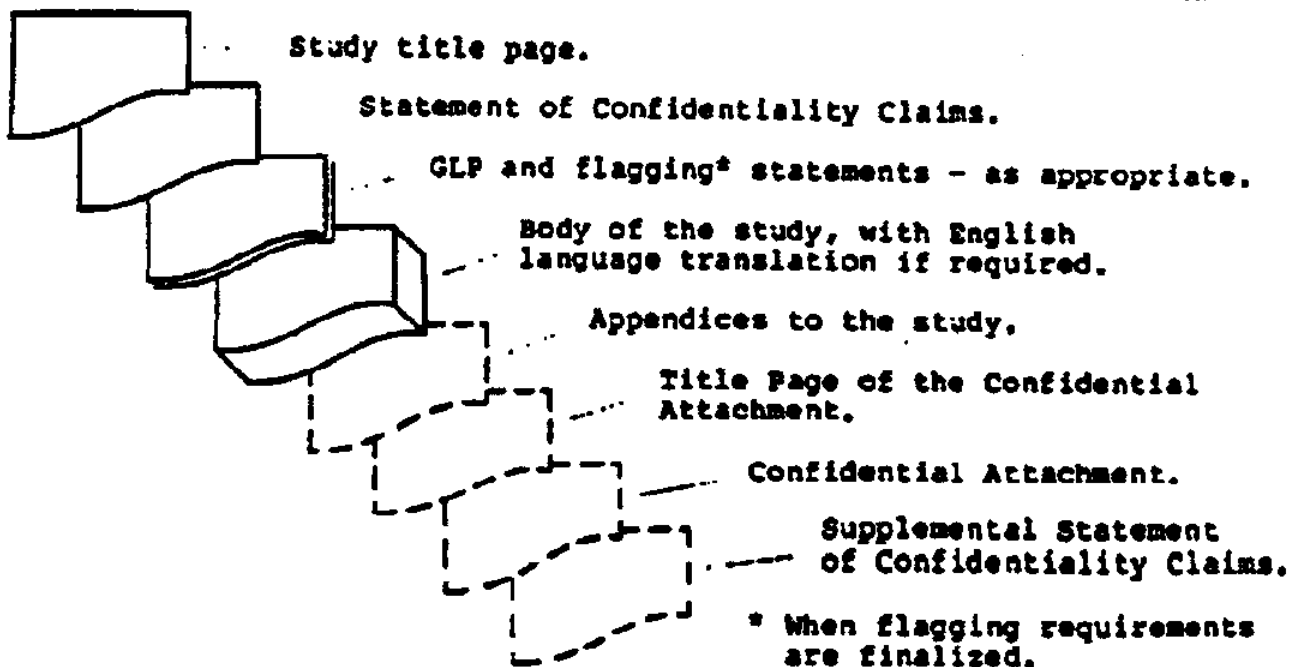 Study title page.
Statement of Confidentiality Claims.
GLP and flagging* statements - as appropriate.
Body of the study, with English
language translation if required.
Appendices to the study.
Title Page of the Confidential
Attachment.
Confidential Attachment.
Supplemental Statement
of Confidentiality Claims.
* When flagging requirements
are finalized.